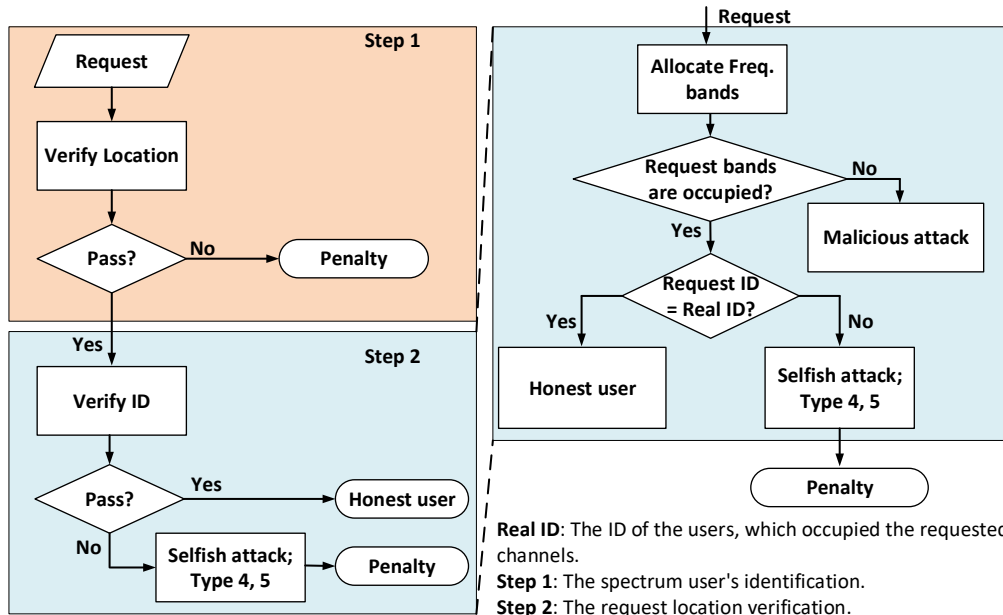 Step 1
Request
Verify Location
Pass?
No
Penalty
Yes
Step 2
Verify ID
Pass?
Yes
Honest user
No
Selfish attack;
Type 4, 5
Penalty
Request
Allocate Freq.
bands
Request bands
are occupied?
No
Malicious attack
Yes
Request ID
= Real ID?
Yes
No
Honest user
Selfish attack;
Type 4, 5
Penalty
Real ID: The ID of the users, which occupied the requested
channels.
Step 1: The spectrum user's identification.
Step 2: The request location verification.